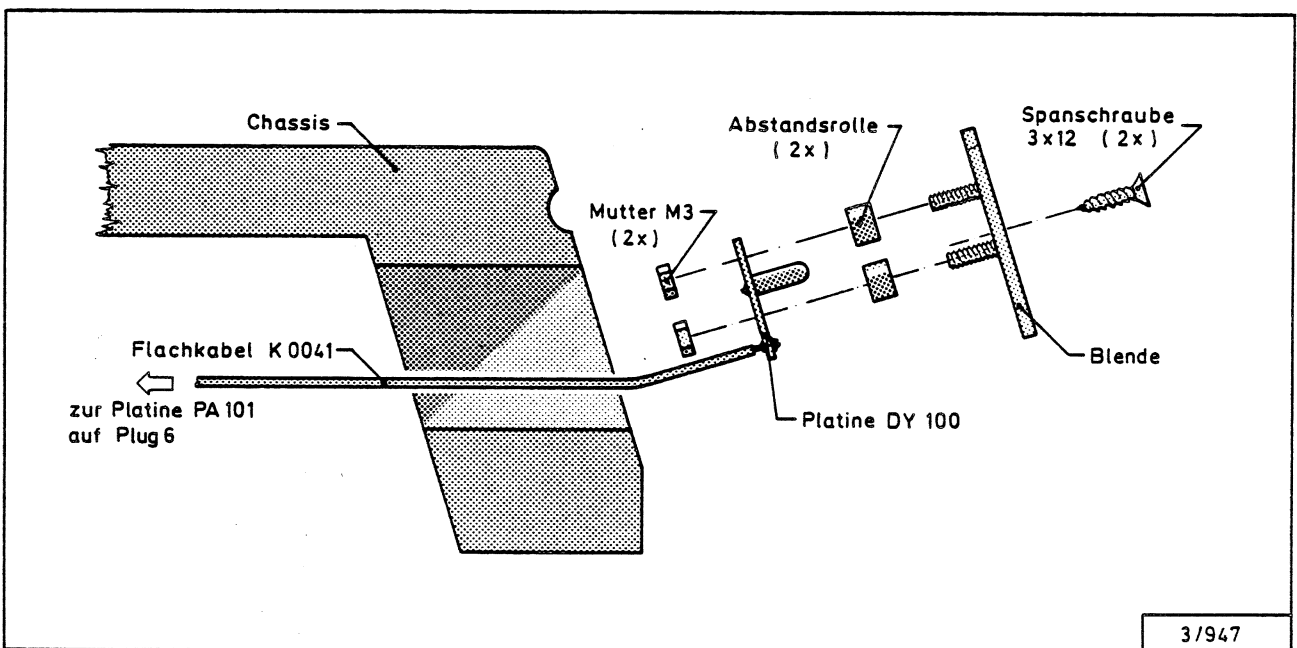 Chassis
Abstandsrolle
( 2x )
Spanschraube
3x12 ( 2x )
Mutter M3
(2x)
Flachkabel K 0041
Blende
zur Platine PA 101
auf Plug 6
Platine DY 100
3/947